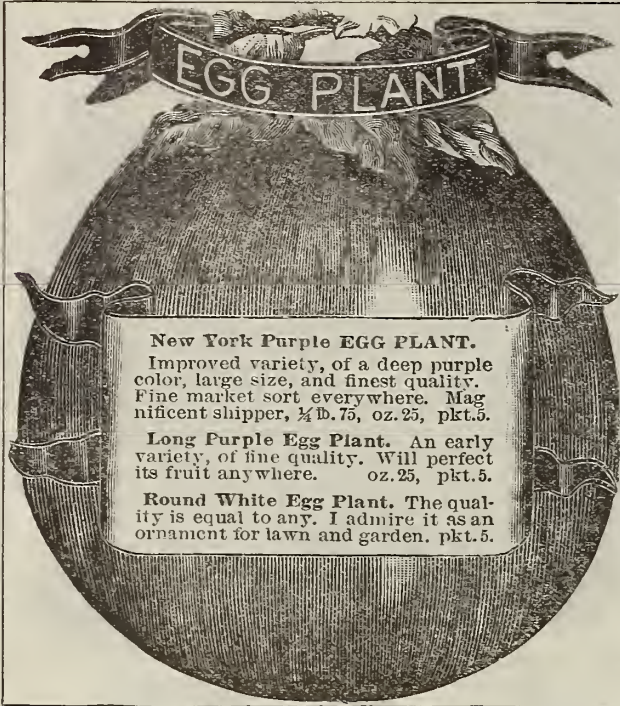 EGG PLANT
New York Purple EGG PLANT.
Improved variety, of a deep purple
color, large size, and finest quality.
Fine market sort everywhere. Mag
nificent shipper, ¼ lb. 75, oz. 25, pkt. 5.
Long Purple Egg Plant. An early
variety, of fine quality. Will perfect
its fruit anywhere. oz. 25, pkt. 5.
Round White Egg Plant. The qual-
ity is equal to any. I admire it as an
ornament for lawn and garden. pkt. 5.